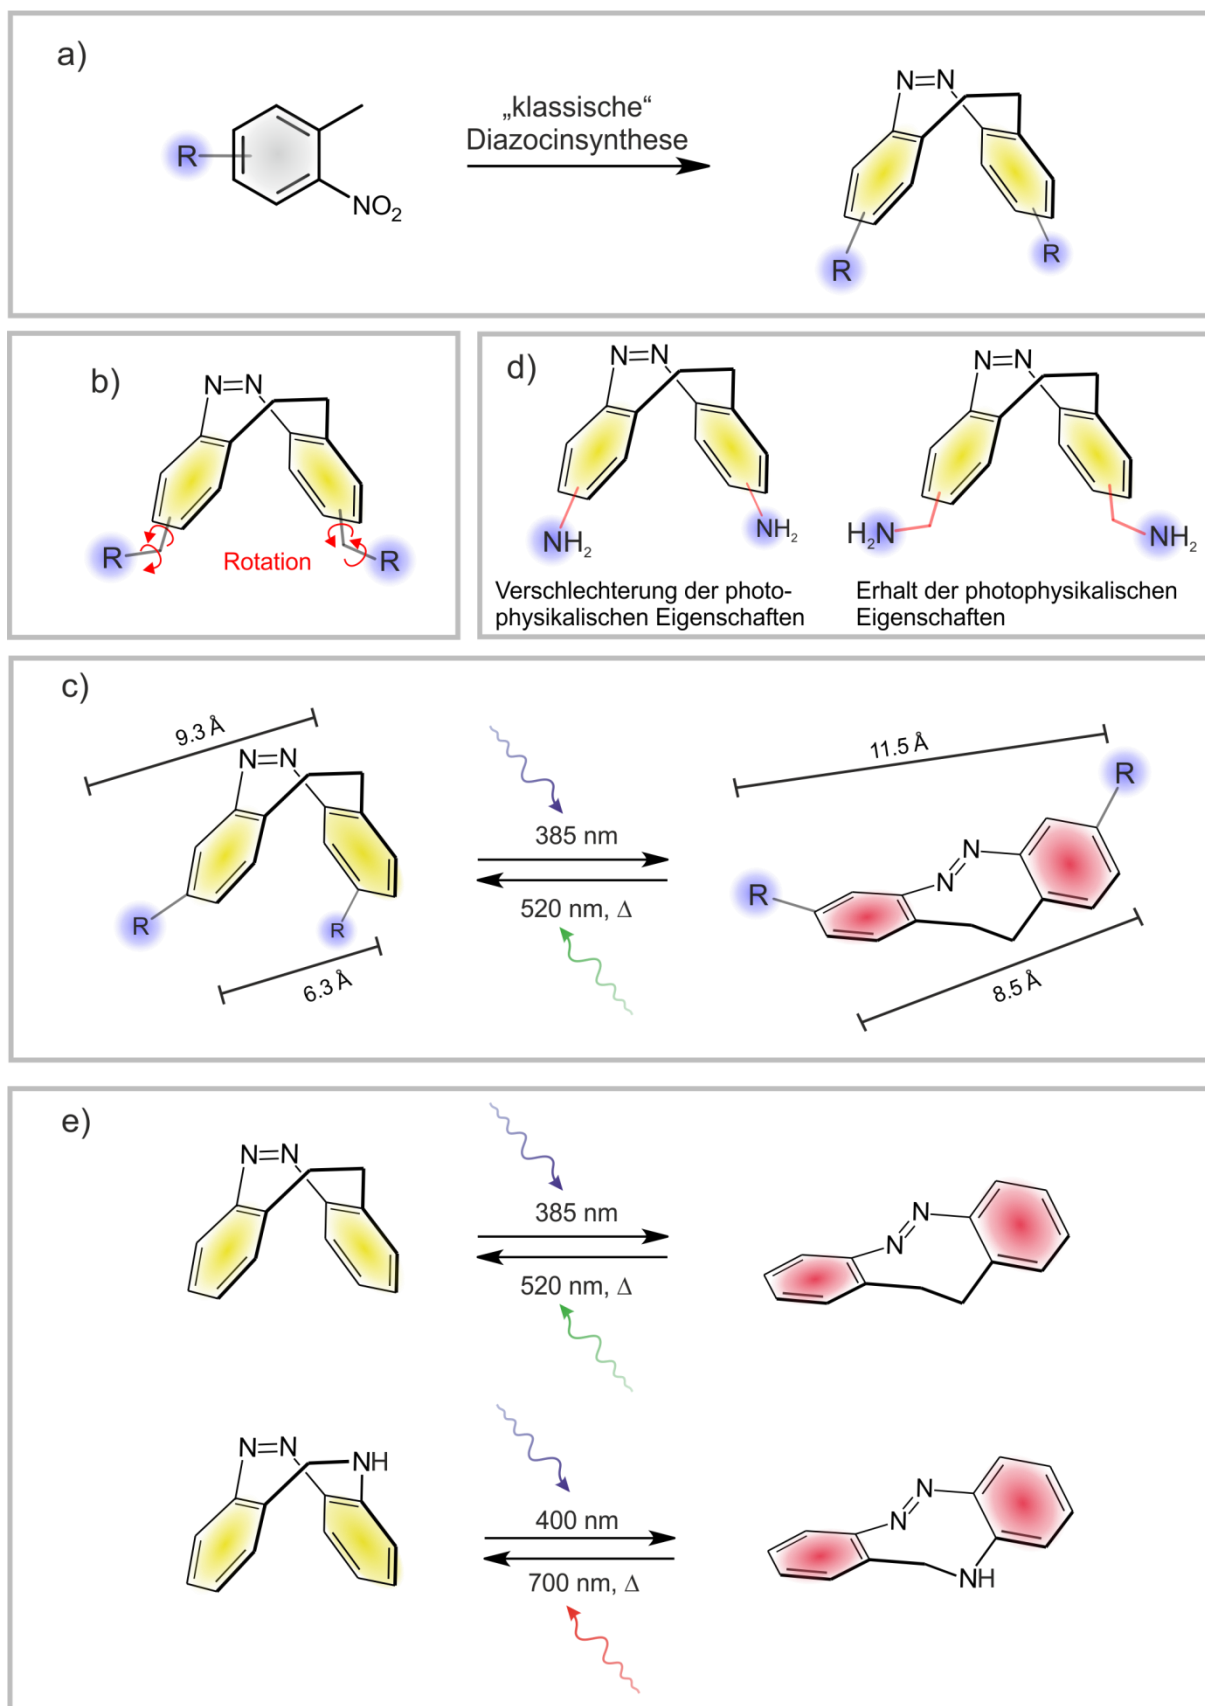 a)
R
NO2
„klassische“
Diazocinsynthese
N=N
R
R
b)
N=N
R
R
Rotation
d)
N=N
NH2
NH2
Verschlechterung der photo-
physikalischen Eigenschaften
N=N
H2N
NH2
Erhalt der photophysikalischen
Eigenschaften
c)
9.3 Å
N=N
R
R
6.3 Å
385 nm
520 nm, Δ
11.5 Å
R
N
N
R
8.5 Å
e)
N=N
385 nm
520 nm, Δ
N
N
N=N
NH
400 nm
700 nm, Δ
N
N
NH